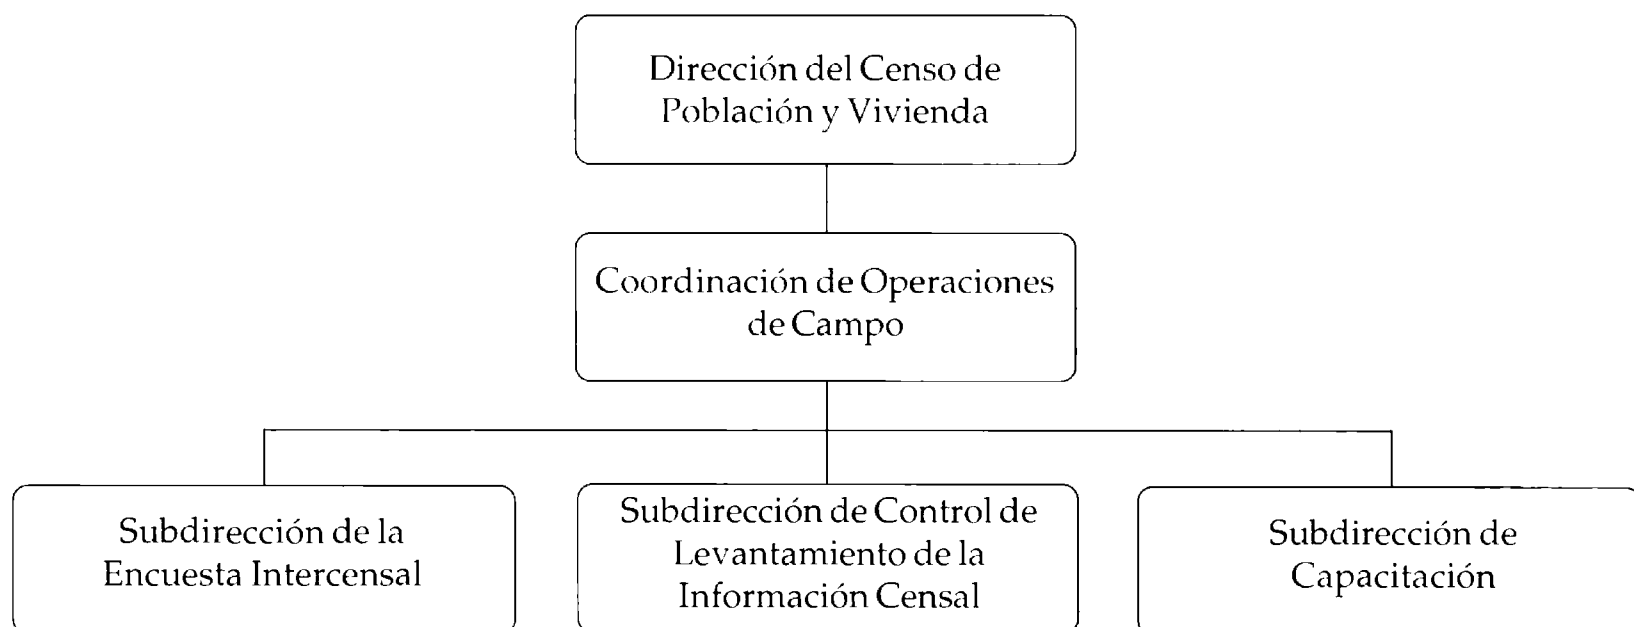 Dirección del Censo de
Población y Vivienda
Coordinación de Operaciones
de Campo
Subdirección de la
Encuesta Intercensal
Subdirección de Control de
Levantamiento de la
Información Censal
Subdirección de
Capacitación